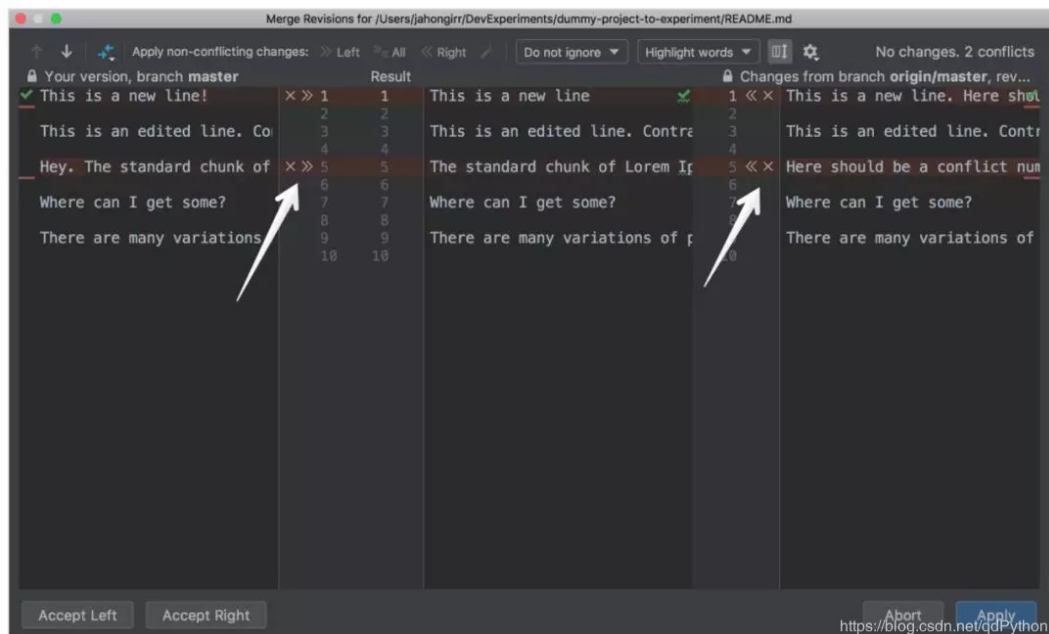 Merge Revisions for /Users/jahongirr/DevExperiments/dummy-project-to-experiment/README.md
Apply non-conflicting changes: Left All Right Do not ignore Highlight words No changes. 2 conflicts
Your version, branch master Result Changes from branch origin/master, rev...
This is a new line! 1 1 This is a new line 1 This is a new line. Here
2 2 2
This is an edited line. 3 3 This is an edited line. 3 This is an edited line.
4 4 4
Hey. The standard chunk of 5 5 The standard chunk of Lorem 5 Here should be a conflict
6 6 6
Where can I get some? 7 7 Where can I get some? 7 Where can I get some?
8 8 8
There are many variations 9 9 There are many variations of There are many variations of
10 10
Accept Left Accept Right Abort Apply
https://blog.csdn.net/qdPython